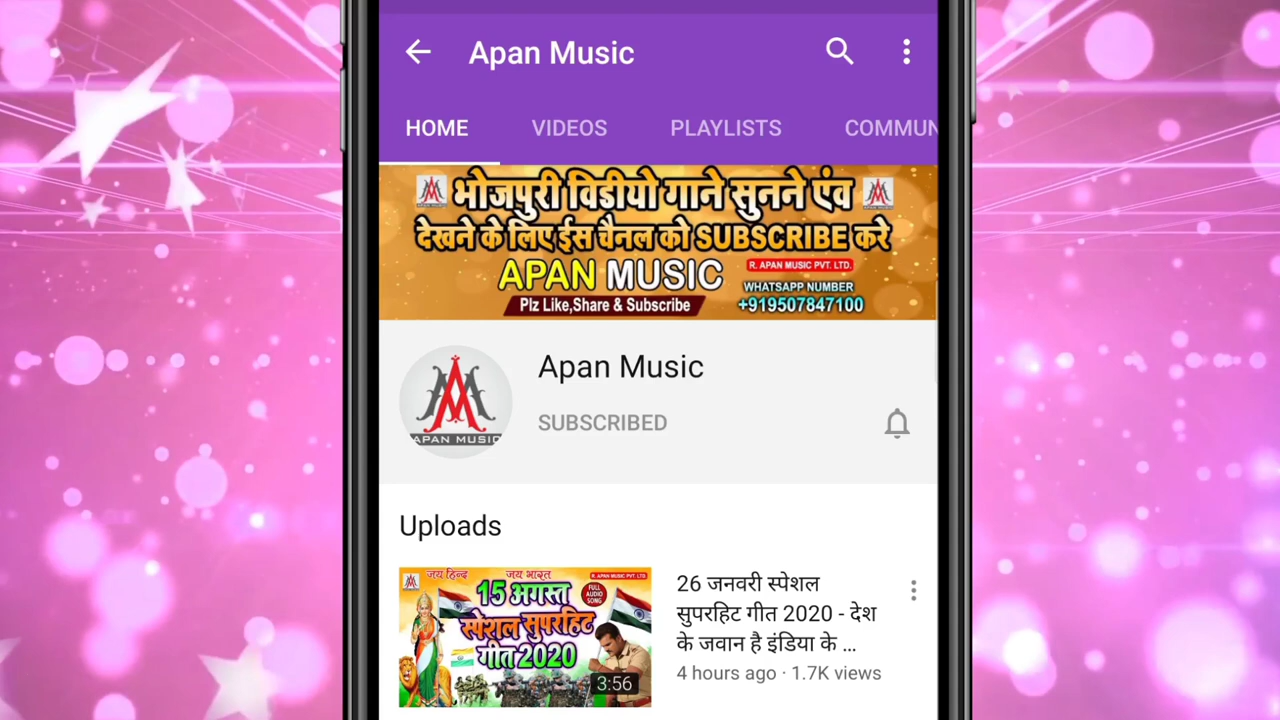 Apan Music
HOME VIDEOS PLAYLISTS COMMUN
भोजपुरी विडीयो गाने सुनने एंव
देखने के लिए ईस चैनल को SUBSCRIBE करे
APAN MUSIC
R. APAN MUSIC PVT. LTD.
Plz Like,Share & Subscribe
WHATSAPP NUMBER
+919507847100
APAN MUSIC
Apan Music
SUBSCRIBED
Uploads
जय हिन्द जय भारत
R. APAN MUSIC PVT. LTD
15 अगस्त
FULL
AUDIO
SONG
स्पेशल सुपरहिट
गीत 2020
3:56
26 जनवरी स्पेशल
सुपरहिट गीत 2020 - देश
के जवान है इंडिया के ...
4 hours ago · 1.7K views